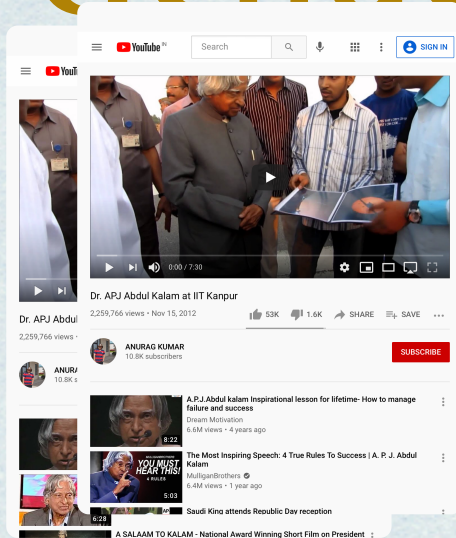 YouTube IN
Search
SIGN IN
YouT
0:00 / 7:30
Dr. APJ Abdul Kalam at IIT Kanpur
2,259,766 views • Nov 15, 2012
53K
1.6K
SHARE
SAVE
Dr. APJ Abdul
2,259,766 views •
ANURAG KUMAR
10.8K subscribers
SUBSCRIBE
ANURA
10.8K s
A.P.J.Abdul kalam Inspirational lesson for lifetime- How to manage
failure and success
Dream Motivation
6.6M views • 4 years ago
8:22
The Most Inspiring Speech: 4 True Rules To Success | A. P. J. Abdul
Kalam
MulliganBrothers
6.4M views • 1 year ago
YOU MUST
HEAR THIS!
4 RULES
5:03
Saudi King attends Republic Day reception
6:28
A SALAAM TO KALAM - National Award Winning Short Film on President